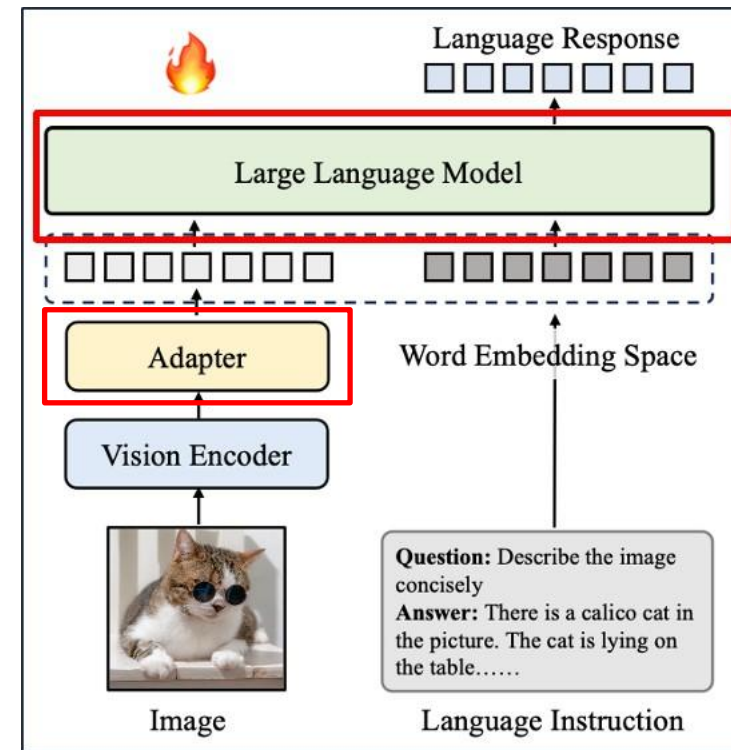 Language Response
Large Language Model
Adapter
Word Embedding Space
Vision Encoder
Question: Describe the image
concisely
Answer: There is a calico cat in
the picture. The cat is lying on
the table......
Image
Language Instruction